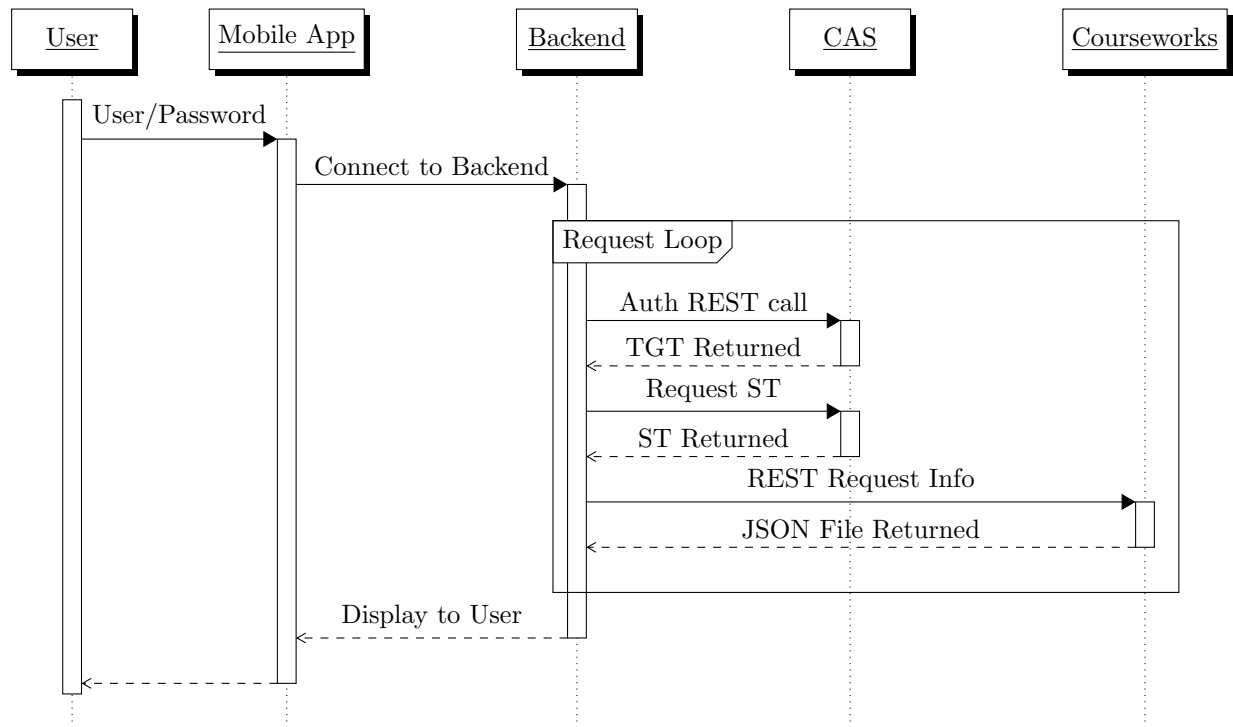 User
Mobile App
Backend
CAS
Courseworks
User/Password
Connect to Backend
Request Loop
Auth REST call
TGT Returned
Request ST
ST Returned
REST Request Info
JSON File Returned
Display to User